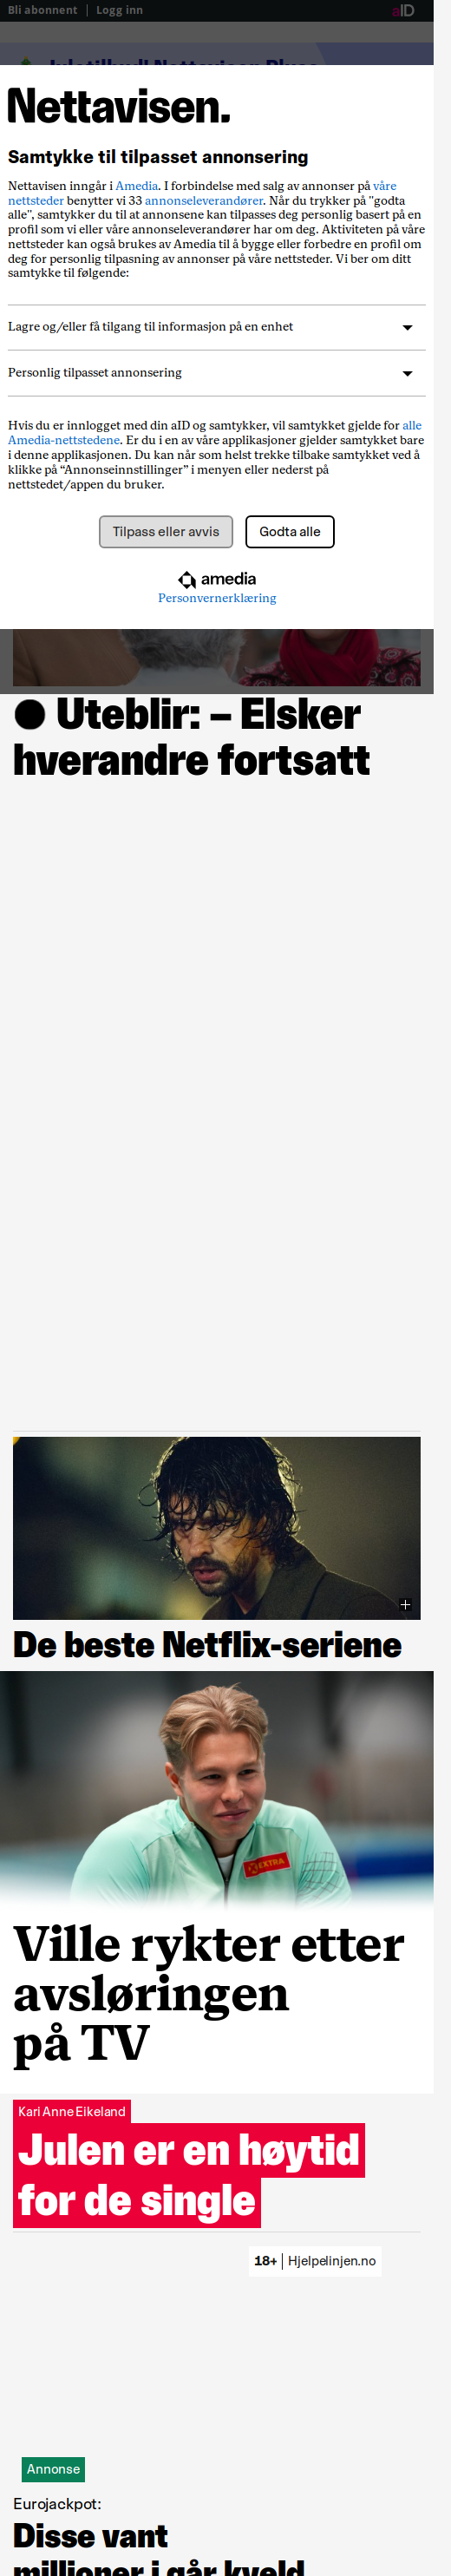 Bli abonnent | Logg inn aID
Nettavisen.
Samtykke til tilpasset annonsering
Nettavisen inngår i Amedia. I forbindelse med salg av annonser på våre
nettsteder benytter vi 33 annonseleverandører. Når du trykker på "godta
alle", samtykker du til at annonsene kan tilpasses deg personlig basert på en
profil som vi eller våre annonseleverandører har om deg. Aktiviteten på våre
nettsteder kan også brukes av Amedia til å bygge eller forbedre en profil om
deg for personlig tilpasning av annonser på våre nettsteder. Vi ber om ditt
samtykke til følgende:
Lagre og/eller få tilgang til informasjon på en enhet
Personlig tilpasset annonsering
Hvis du er innlogget med din aID og samtykker, vil samtykket gjelde for alle
Amedia-nettstedene. Er du i en av våre applikasjoner gjelder samtykket bare
i denne applikasjonen. Du kan når som helst trekke tilbake samtykket ved å
klikke på “Annonseinnstillinger” i menyen eller nederst på
nettstedet/appen du bruker.
Tilpass eller avvis Godta alle
amedia
Personvernerklæring
Uteblir: – Elsker
hverandre fortsatt
De beste Netflix-seriene
EXTRA
Ville rykter etter
avsløringen
på TV
Kari Anne Eikeland
Julen er en høytid
for de single
18+ | Hjelpelinjen.no
Annonse
Eurojackpot:
Disse vant
millioner i går kveld